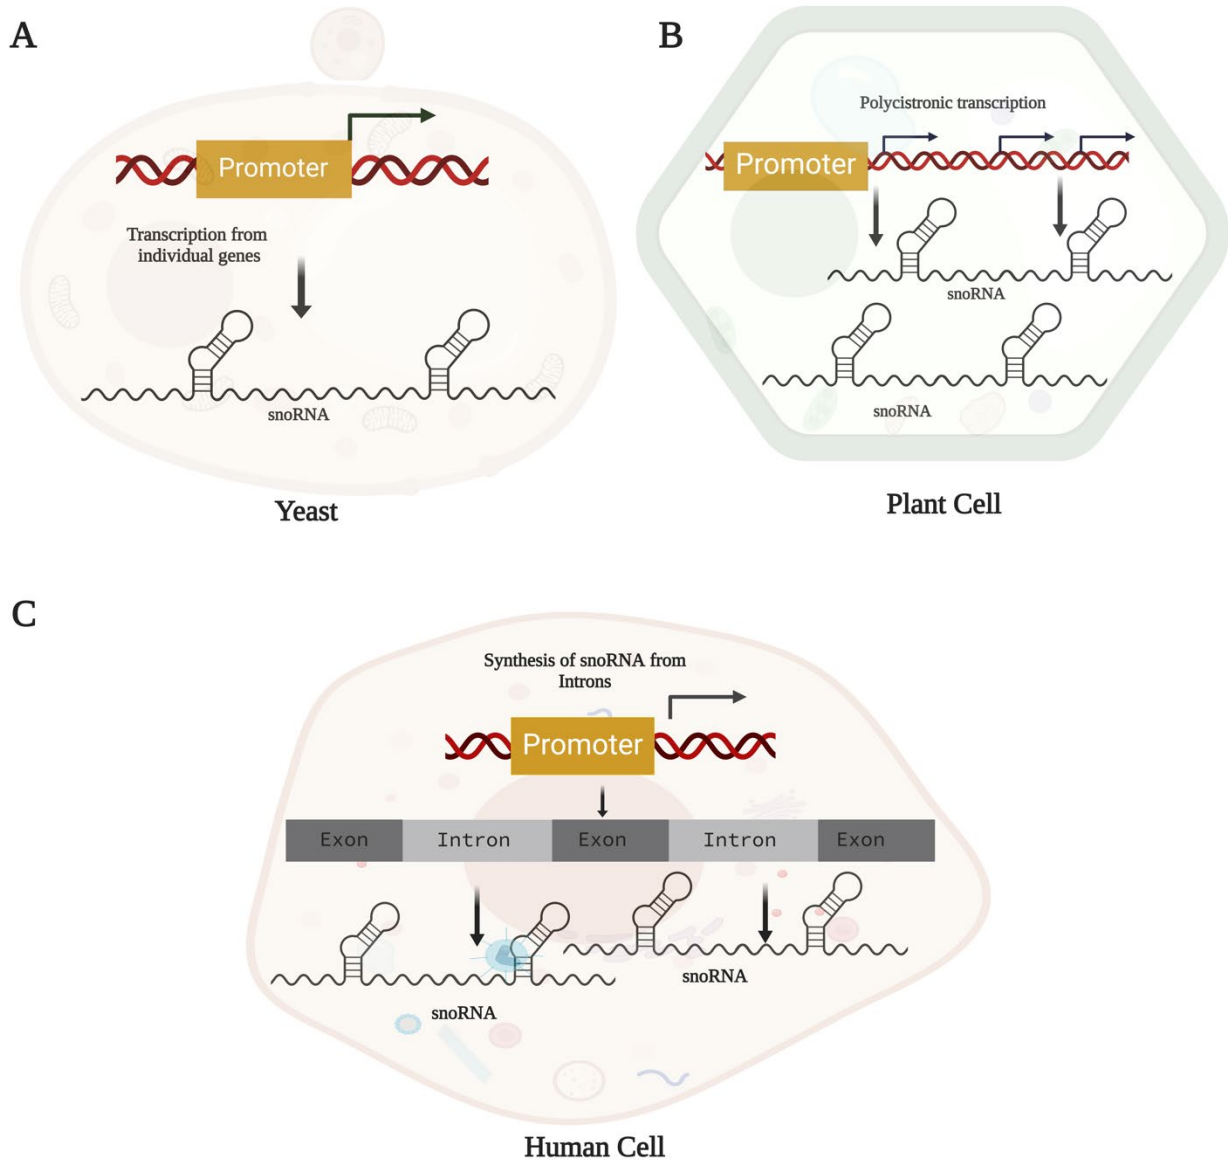 A
Promoter
Transcription from
individual genes
snoRNA
Yeast
B
Polycistronic transcription
Promoter
snoRNA
snoRNA
Plant Cell
C
Synthesis of snoRNA from
Introns
Promoter
Exon Intron Exon Intron Exon
snoRNA
snoRNA
Human Cell